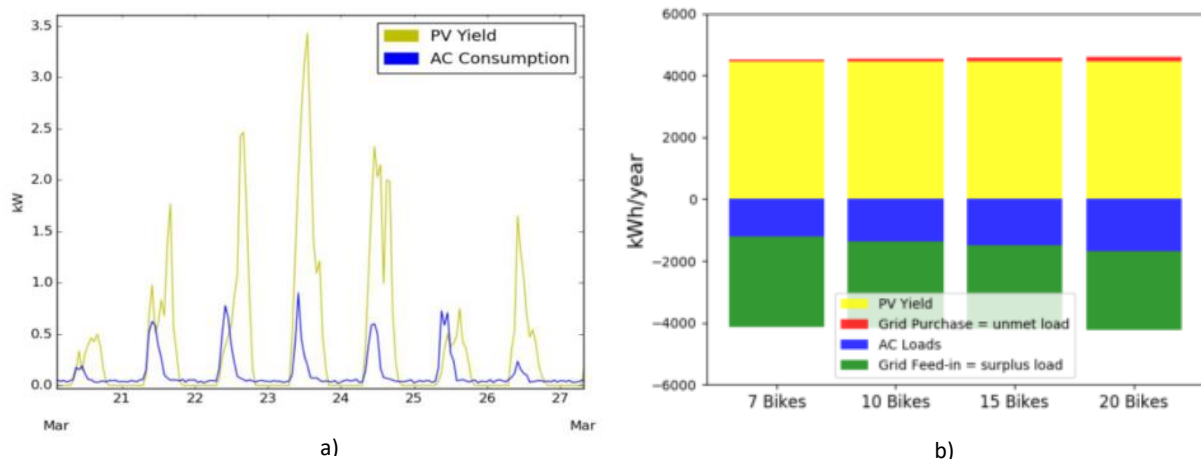 3.5
3.0
2.5
2.0
1.5
1.0
0.5
0.0
kW
PV Yield
AC Consumption
21 22 23 24 25 26 27
Mar Mar
a)
6000
4000
2000
0
−2000
−4000
−6000
kWh/year
PV Yield
Grid Purchase = unmet load
AC Loads
Grid Feed-in = surplus load
7 Bikes 10 Bikes 15 Bikes 20 Bikes
b)